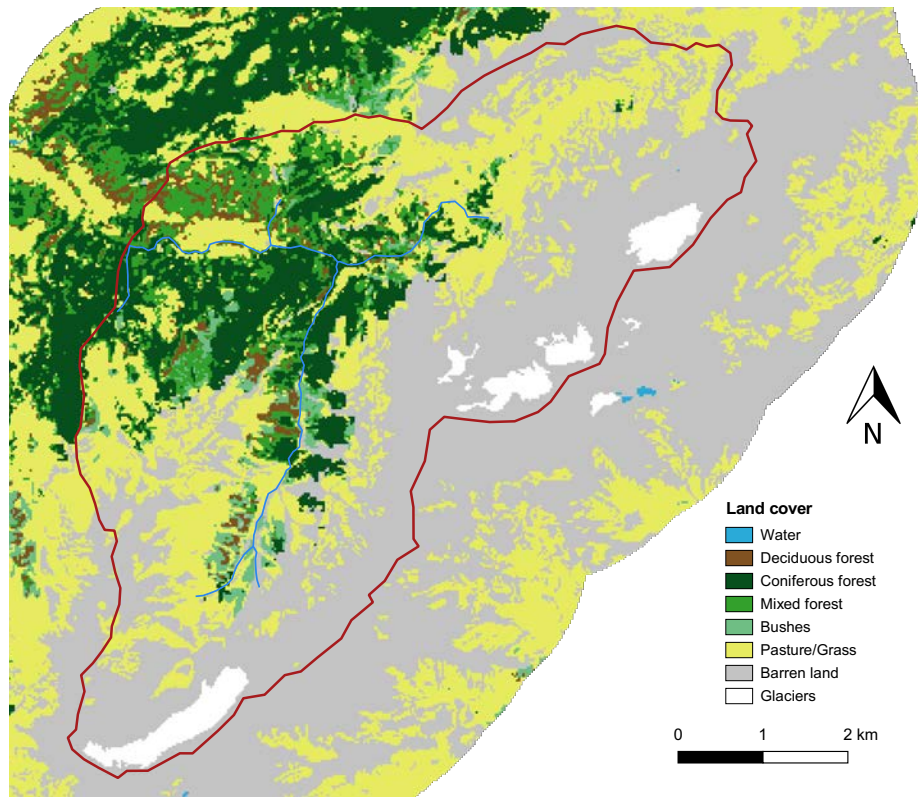 N
Land cover
Water
Deciduous forest
Coniferous forest
Mixed forest
Bushes
Pasture/Grass
Barren land
Glaciers
0 1 2 km